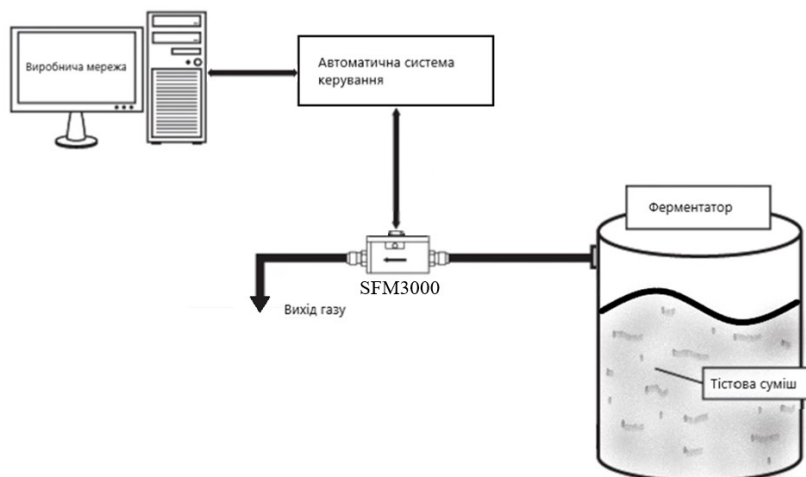 Виробнича мережа
Автоматична система
керування
Ферментатор
SFM3000
Вихід газу
Тістова суміш